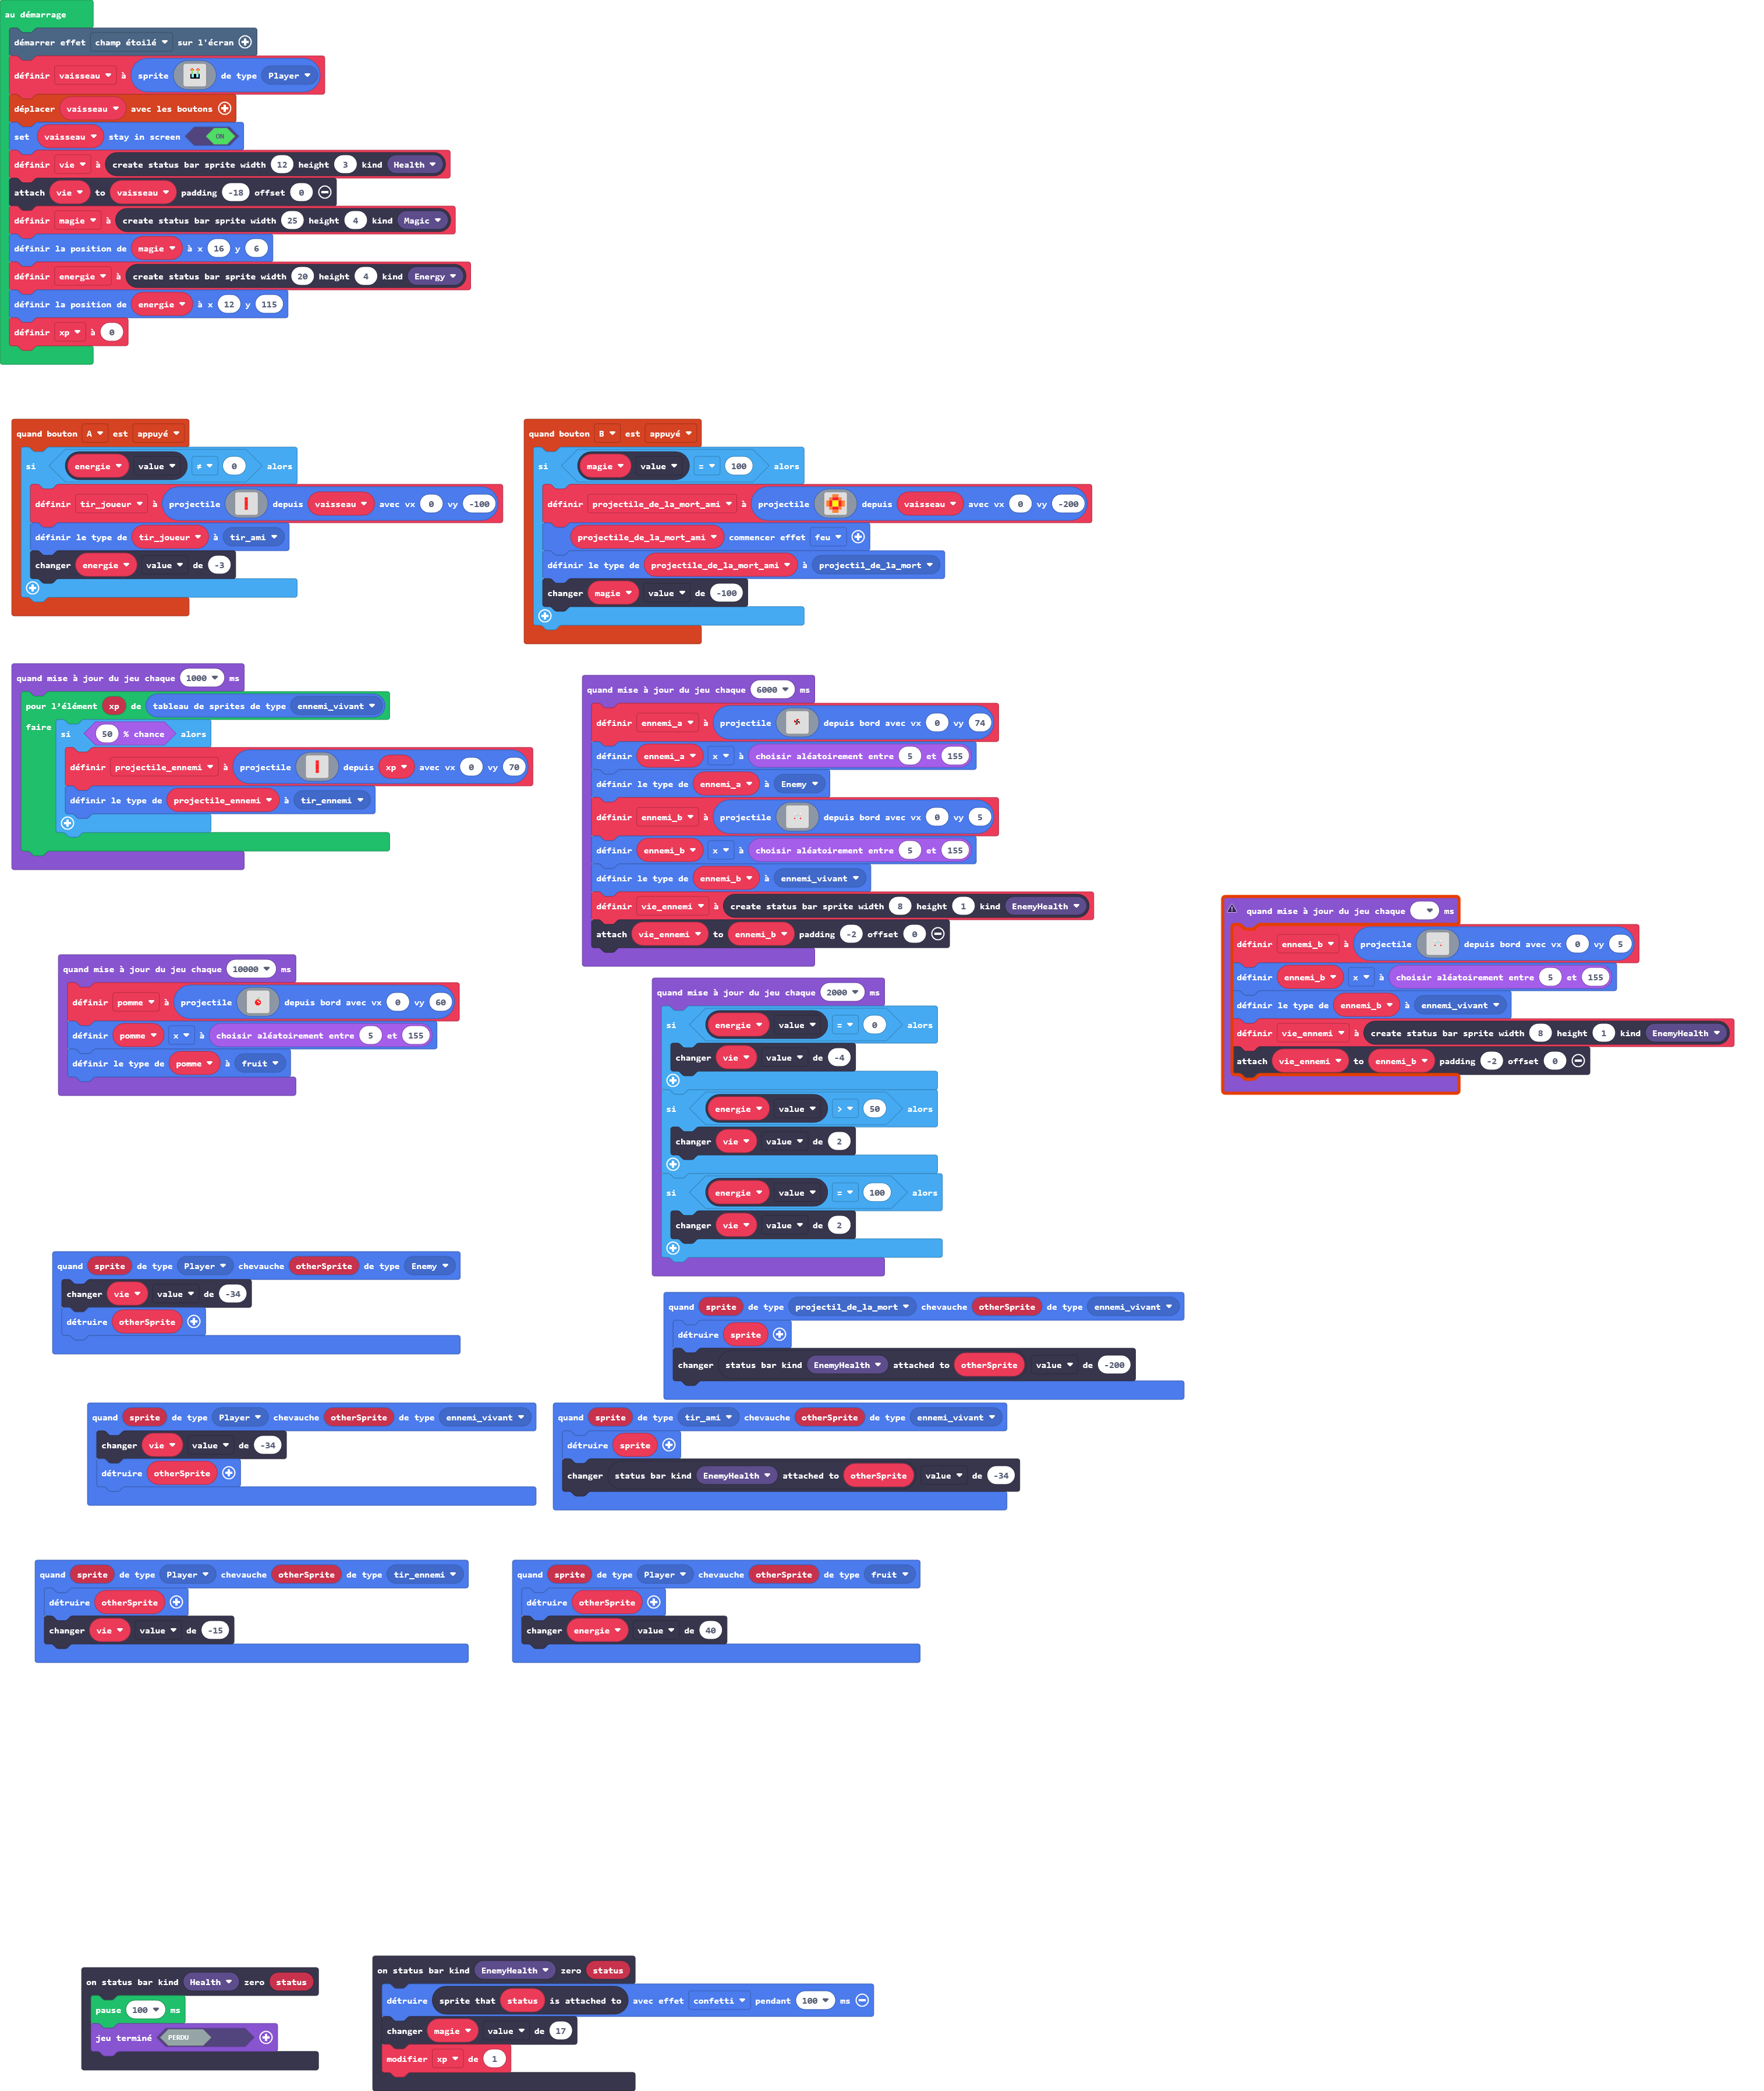 au démarrage
démarrer effet champ étoilé sur l'écran
définir vaisseau à sprite de type Player
déplacer vaisseau avec les boutons
set vaisseau stay in screen ON
définir vie à create status bar sprite width 12 height 3 kind Health
attach vie to vaisseau padding -18 offset 0
définir magie à create status bar sprite width 25 height 4 kind Magic
définir la position de magie à x 16 y 6
définir energie à create status bar sprite width 20 height 4 kind Energy
définir la position de energie à x 12 y 115
définir xp à 0
quand bouton A est appuyé
si energie value ≠ 0 alors
définir tir_joueur à projectile depuis vaisseau avec vx 0 vy -100
définir le type de tir_joueur à tir_ami
changer energie value de -3
quand bouton B est appuyé
si magie value = 100 alors
définir projectile_de_la_mort_ami à projectile depuis vaisseau avec vx 0 vy -200
projectile_de_la_mort_ami commencer effet feu
définir le type de projectile_de_la_mort_ami à projectil_de_la_mort
changer magie value de -100
quand mise à jour du jeu chaque 1000 ms
pour l'élément xp de tableau de sprites de type ennemi_vivant
faire si 50 % chance alors
définir projectile_ennemi à projectile depuis xp avec vx 0 vy 70
définir le type de projectile_ennemi à tir_ennemi
quand mise à jour du jeu chaque 6000 ms
définir ennemi_a à projectile depuis bord avec vx 0 vy 74
définir ennemi_a x à choisir aléatoirement entre 5 et 155
définir le type de ennemi_a à Enemy
définir ennemi_b à projectile depuis bord avec vx 0 vy 5
définir ennemi_b x à choisir aléatoirement entre 5 et 155
définir le type de ennemi_b à ennemi_vivant
définir vie_ennemi à create status bar sprite width 8 height 1 kind EnemyHealth
attach vie_ennemi to ennemi_b padding -2 offset 0
quand mise à jour du jeu chaque ms
définir ennemi_b à projectile depuis bord avec vx 0 vy 5
définir ennemi_b x à choisir aléatoirement entre 5 et 155
définir le type de ennemi_b à ennemi_vivant
définir vie_ennemi à create status bar sprite width 8 height 1 kind EnemyHealth
attach vie_ennemi to ennemi_b padding -2 offset 0
quand mise à jour du jeu chaque 10000 ms
définir pomme à projectile depuis bord avec vx 0 vy 60
définir pomme x à choisir aléatoirement entre 5 et 155
définir le type de pomme à fruit
quand mise à jour du jeu chaque 2000 ms
si energie value = 0 alors
changer vie value de -4
si energie value > 50 alors
changer vie value de 2
si energie value = 100 alors
changer vie value de 2
quand sprite de type Player chevauche otherSprite de type Enemy
changer vie value de -34
détruire otherSprite
quand sprite de type projectil_de_la_mort chevauche otherSprite de type ennemi_vivant
détruire sprite
changer status bar kind EnemyHealth attached to otherSprite value de -200
quand sprite de type Player chevauche otherSprite de type ennemi_vivant
changer vie value de -34
détruire otherSprite
quand sprite de type tir_ami chevauche otherSprite de type ennemi_vivant
détruire sprite
changer status bar kind EnemyHealth attached to otherSprite value de -34
quand sprite de type Player chevauche otherSprite de type tir_ennemi
détruire otherSprite
changer vie value de -15
quand sprite de type Player chevauche otherSprite de type fruit
détruire otherSprite
changer energie value de 40
on status bar kind Health zero status
pause 100 ms
jeu terminé PERDU
on status bar kind EnemyHealth zero status
détruire sprite that status is attached to avec effet confetti pendant 100 ms
changer magie value de 17
modifier xp de 1